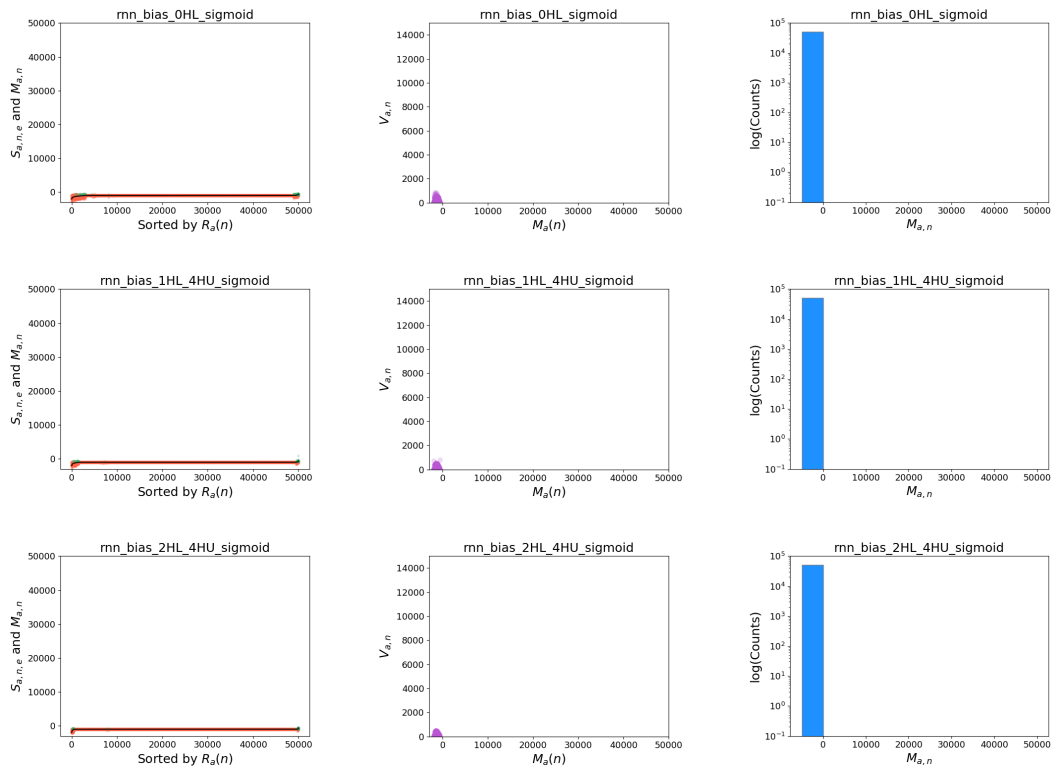 rnn_bias_0HL_sigmoid
50000
40000
30000
20000
10000
0
S_{a, n, e} and M_{a, n}
0 10000 20000 30000 40000 50000
Sorted by R_a(n)
rnn_bias_0HL_sigmoid
14000
12000
10000
8000
6000
4000
2000
0
V_{a, n}
0 10000 20000 30000 40000 50000
M_a(n)
rnn_bias_0HL_sigmoid
10^5
10^4
10^3
10^2
10^1
10^0
10^{-1}
log(Counts)
0 10000 20000 30000 40000 50000
M_{a, n}
rnn_bias_1HL_4HU_sigmoid
50000
40000
30000
20000
10000
0
S_{a, n, e} and M_{a, n}
0 10000 20000 30000 40000 50000
Sorted by R_a(n)
rnn_bias_1HL_4HU_sigmoid
14000
12000
10000
8000
6000
4000
2000
0
V_{a, n}
0 10000 20000 30000 40000 50000
M_a(n)
rnn_bias_1HL_4HU_sigmoid
10^5
10^4
10^3
10^2
10^1
10^0
10^{-1}
log(Counts)
0 10000 20000 30000 40000 50000
M_{a, n}
rnn_bias_2HL_4HU_sigmoid
50000
40000
30000
20000
10000
0
S_{a, n, e} and M_{a, n}
0 10000 20000 30000 40000 50000
Sorted by R_a(n)
rnn_bias_2HL_4HU_sigmoid
14000
12000
10000
8000
6000
4000
2000
0
V_{a, n}
0 10000 20000 30000 40000 50000
M_a(n)
rnn_bias_2HL_4HU_sigmoid
10^5
10^4
10^3
10^2
10^1
10^0
10^{-1}
log(Counts)
0 10000 20000 30000 40000 50000
M_{a, n}